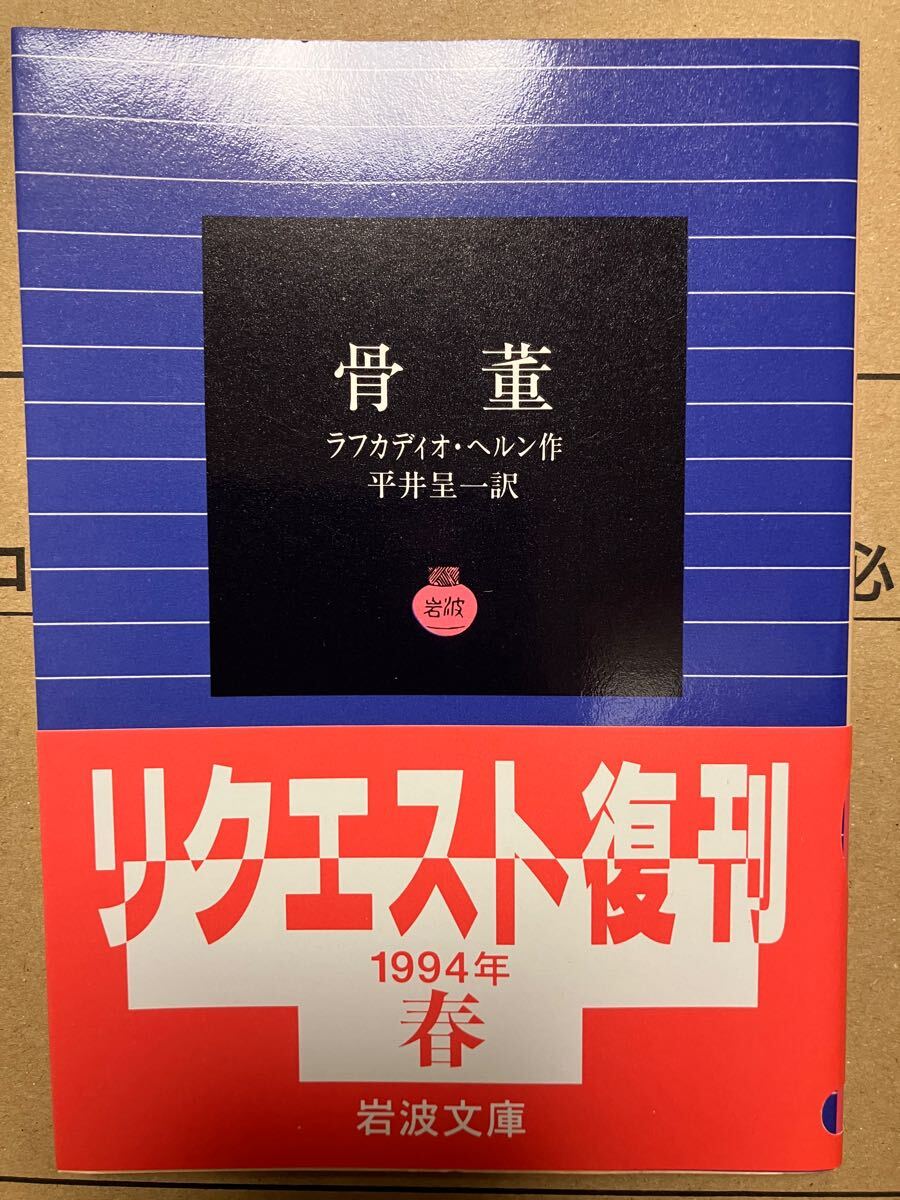 骨董
ラフカディオ・ヘルン作
平井呈一訳
岩波
リクエスト復刊
1994年
春
岩波文庫
必